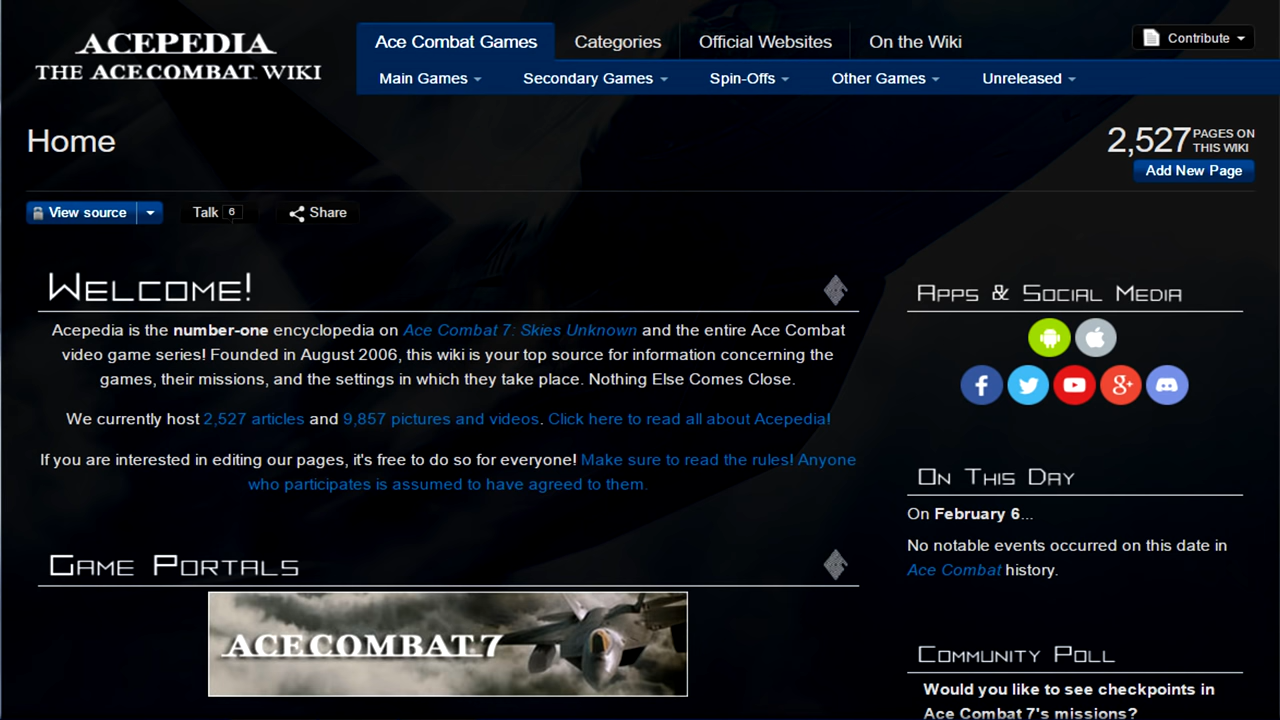 ACEPEDIA
THE ACE COMBAT WIKI
Ace Combat Games
Categories
Official Websites
On the Wiki
Contribute
Main Games
Secondary Games
Spin-Offs
Other Games
Unreleased
Home
2,527 PAGES ON THIS WIKI
Add New Page
View source
Talk 6
Share
WELCOME!
Acepedia is the number-one encyclopedia on Ace Combat 7: Skies Unknown and the entire Ace Combat
video game series! Founded in August 2006, this wiki is your top source for information concerning the
games, their missions, and the settings in which they take place. Nothing Else Comes Close.
We currently host 2,527 articles and 9,857 pictures and videos. Click here to read all about Acepedia!
If you are interested in editing our pages, it's free to do so for everyone! Make sure to read the rules! Anyone
who participates is assumed to have agreed to them.
GAME PORTALS
ACE COMBAT 7
APPS & SOCIAL MEDIA
f
g+
ON THIS DAY
On February 6...
No notable events occurred on this date in
Ace Combat history.
COMMUNITY POLL
Would you like to see checkpoints in
Ace Combat 7's missions?